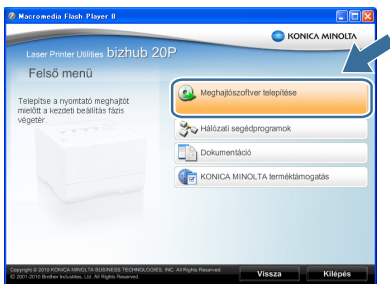 Macromedia Flash Player 8
KONICA MINOLTA
Laser Printer Utilities bizhub 20P
Felső menü
Telepítse a nyomtató meghajtót
mielőtt a kezdeti beállítás fázis
végetér.
Meghajtószoftver telepítése
Hálózati segédprogramok
Dokumentáció
KONICA MINOLTA terméktámogatás
Copyright © 2010 KONICA MINOLTA BUSINESS TECHNOLOGIES, INC. All Rights Reserved.
© 2001-2010 Brother Industries, Ltd. All Rights Reserved.
Vissza
Kilépés